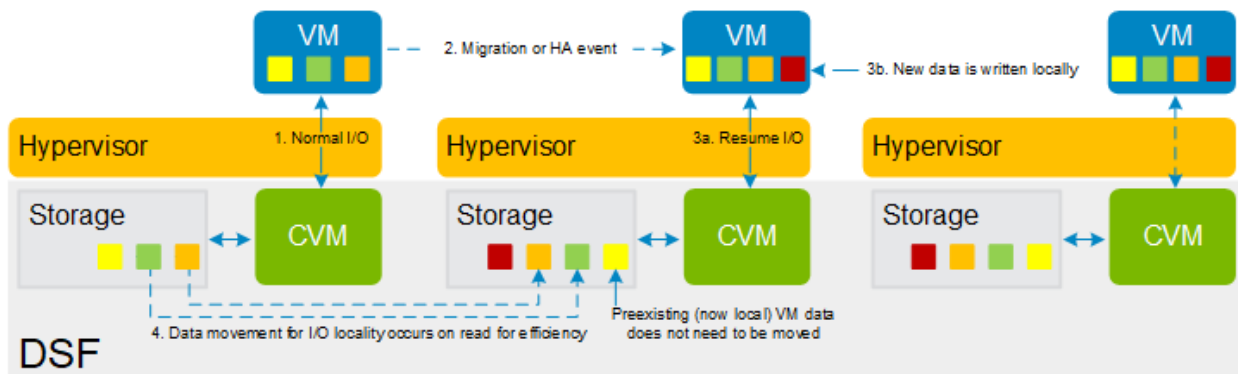 VM
2. Migration or HA event
VM
3b. New data is written locally
VM
Hypervisor
1. Normal I/O
Hypervisor
3a. Resume I/O
Hypervisor
Storage
CVM
Storage
CVM
Storage
CVM
4. Data movement for I/O locality occurs on read for efficiency
Preexisting (now local) VM data
does not need to be moved
DSF